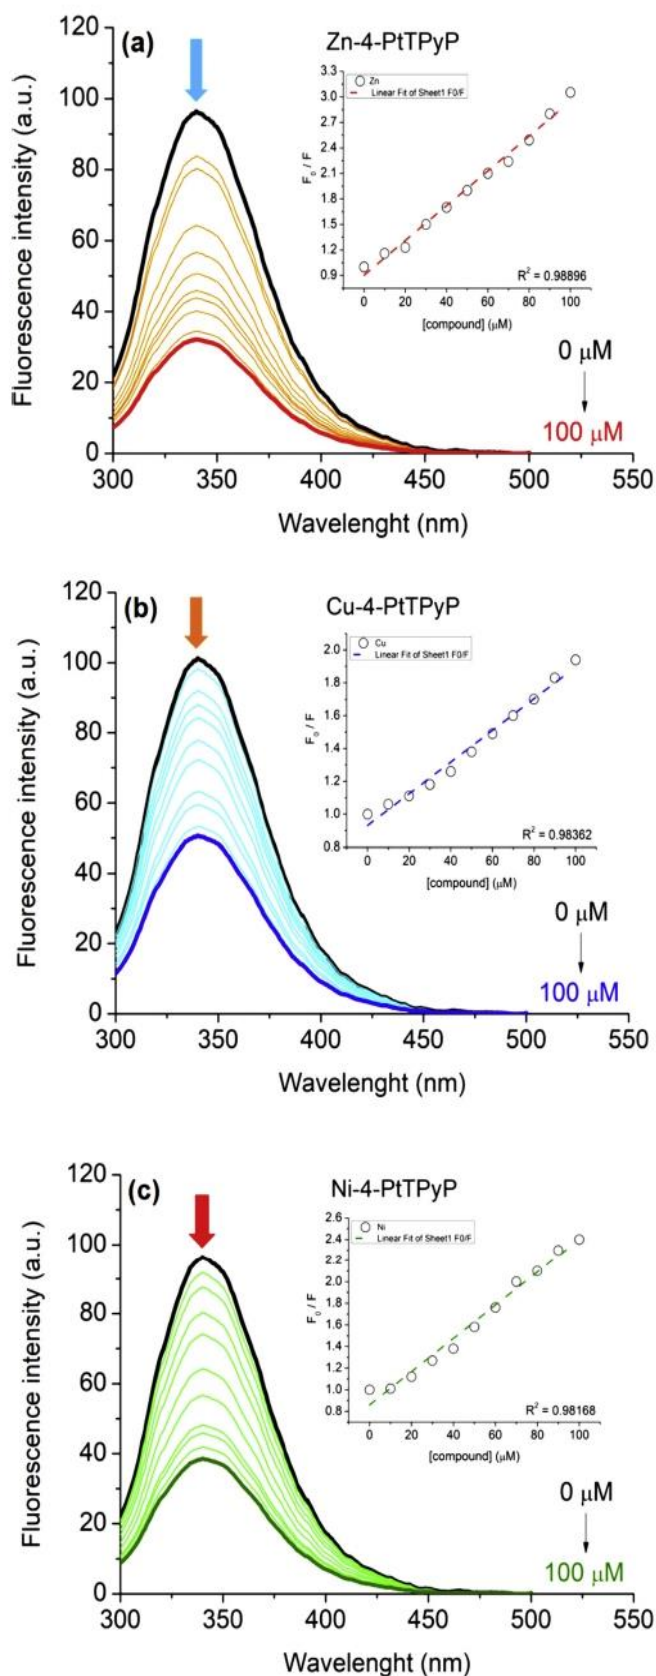 (a)
Zn-4-PtTPyP
Fluorescence intensity (a.u.)
120
100
80
60
40
20
0
300 350 400 450 500 550
Wavelenght (nm)
Zn
Linear Fit of Sheet1 F0/F
F₀ / F
3.3
3.0
2.7
2.4
2.1
1.8
1.5
1.2
0.9
R² = 0.98896
0 20 40 60 80 100
[compound] (μM)
0 μM
100 μM
(b)
Cu-4-PtTPyP
Fluorescence intensity (a.u.)
120
100
80
60
40
20
0
300 350 400 450 500 550
Wavelenght (nm)
Cu
Linear Fit of Sheet1 F0/F
F₀ / F
2.0
1.8
1.6
1.4
1.2
1.0
0.8
R² = 0.98362
0 20 40 60 80 100
[compound] (μM)
0 μM
100 μM
(c)
Ni-4-PtTPyP
Fluorescence intensity (a.u.)
120
100
80
60
40
20
0
300 350 400 450 500 550
Wavelenght (nm)
Ni
Linear Fit of Sheet1 F0/F
F₀ / F
2.6
2.4
2.2
2.0
1.8
1.6
1.4
1.2
1.0
0.8
R² = 0.98168
0 20 40 60 80 100
[compound] (μM)
0 μM
100 μM